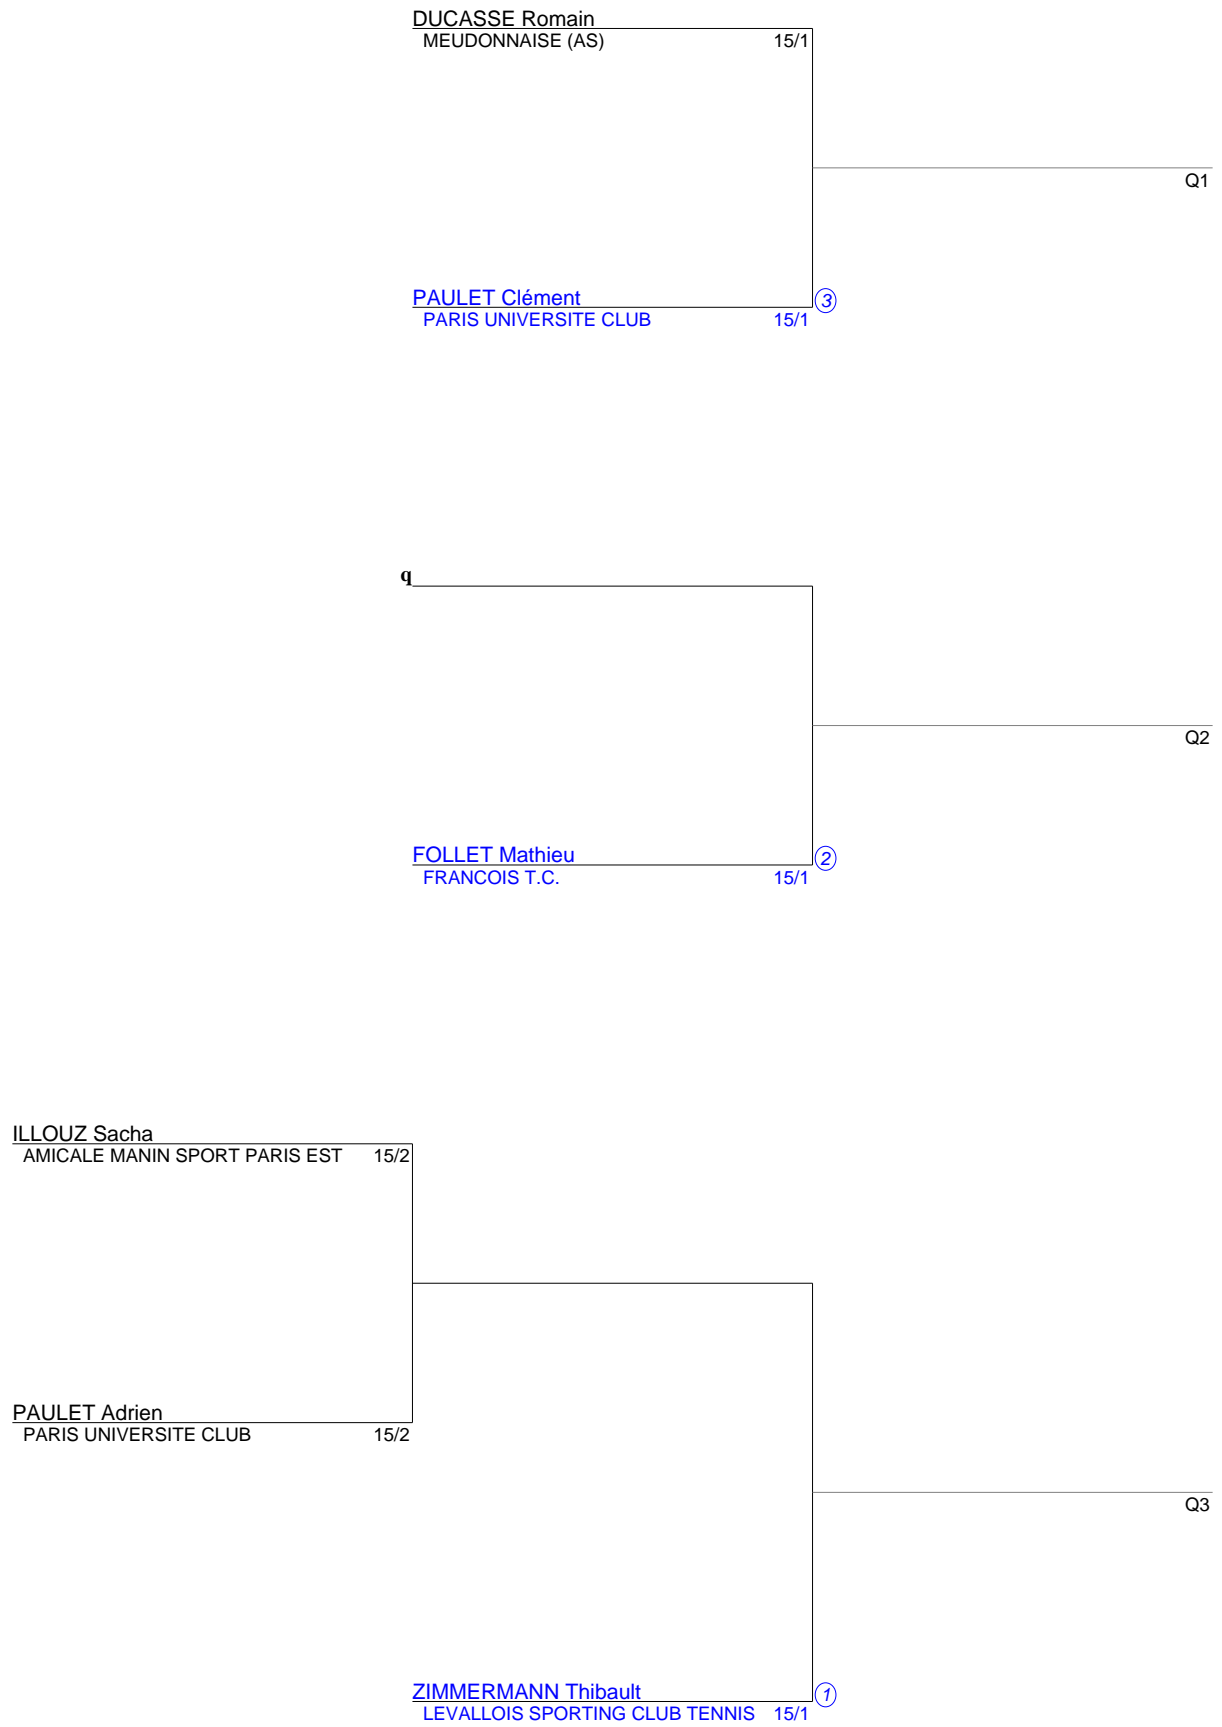 DUCASSE Romain
MEUDONNAISE (AS) 15/1
Q1
PAULET Clément 3
PARIS UNIVERSITE CLUB 15/1
q
Q2
FOLLET Mathieu 2
FRANCOIS T.C. 15/1
ILLOUZ Sacha
AMICALE MANIN SPORT PARIS EST 15/2
PAULET Adrien
PARIS UNIVERSITE CLUB 15/2
Q3
ZIMMERMANN Thibault 1
LEVALLOIS SPORTING CLUB TENNIS 15/1